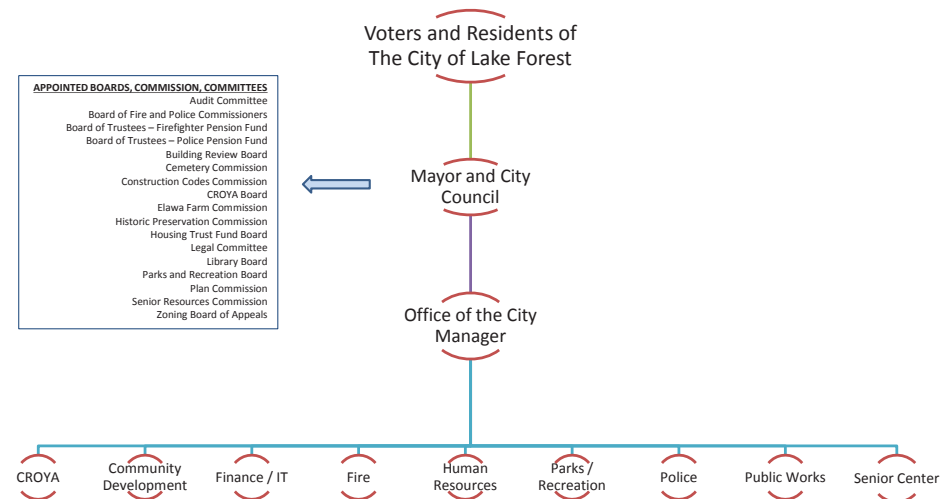 Voters and Residents of
The City of Lake Forest
APPOINTED BOARDS, COMMISSION, COMMITTEES
Audit Committee
Board of Fire and Police Commissioners
Board of Trustees – Firefighter Pension Fund
Board of Trustees – Police Pension Fund
Building Review Board
Cemetery Commission
Construction Codes Commission
CROYA Board
Elawa Farm Commission
Historic Preservation Commission
Housing Trust Fund Board
Legal Committee
Library Board
Parks and Recreation Board
Plan Commission
Senior Resources Commission
Zoning Board of Appeals
Mayor and City
Council
Office of the City
Manager
CROYA
Community
Development
Finance / IT
Fire
Human
Resources
Parks /
Recreation
Police
Public Works
Senior Center